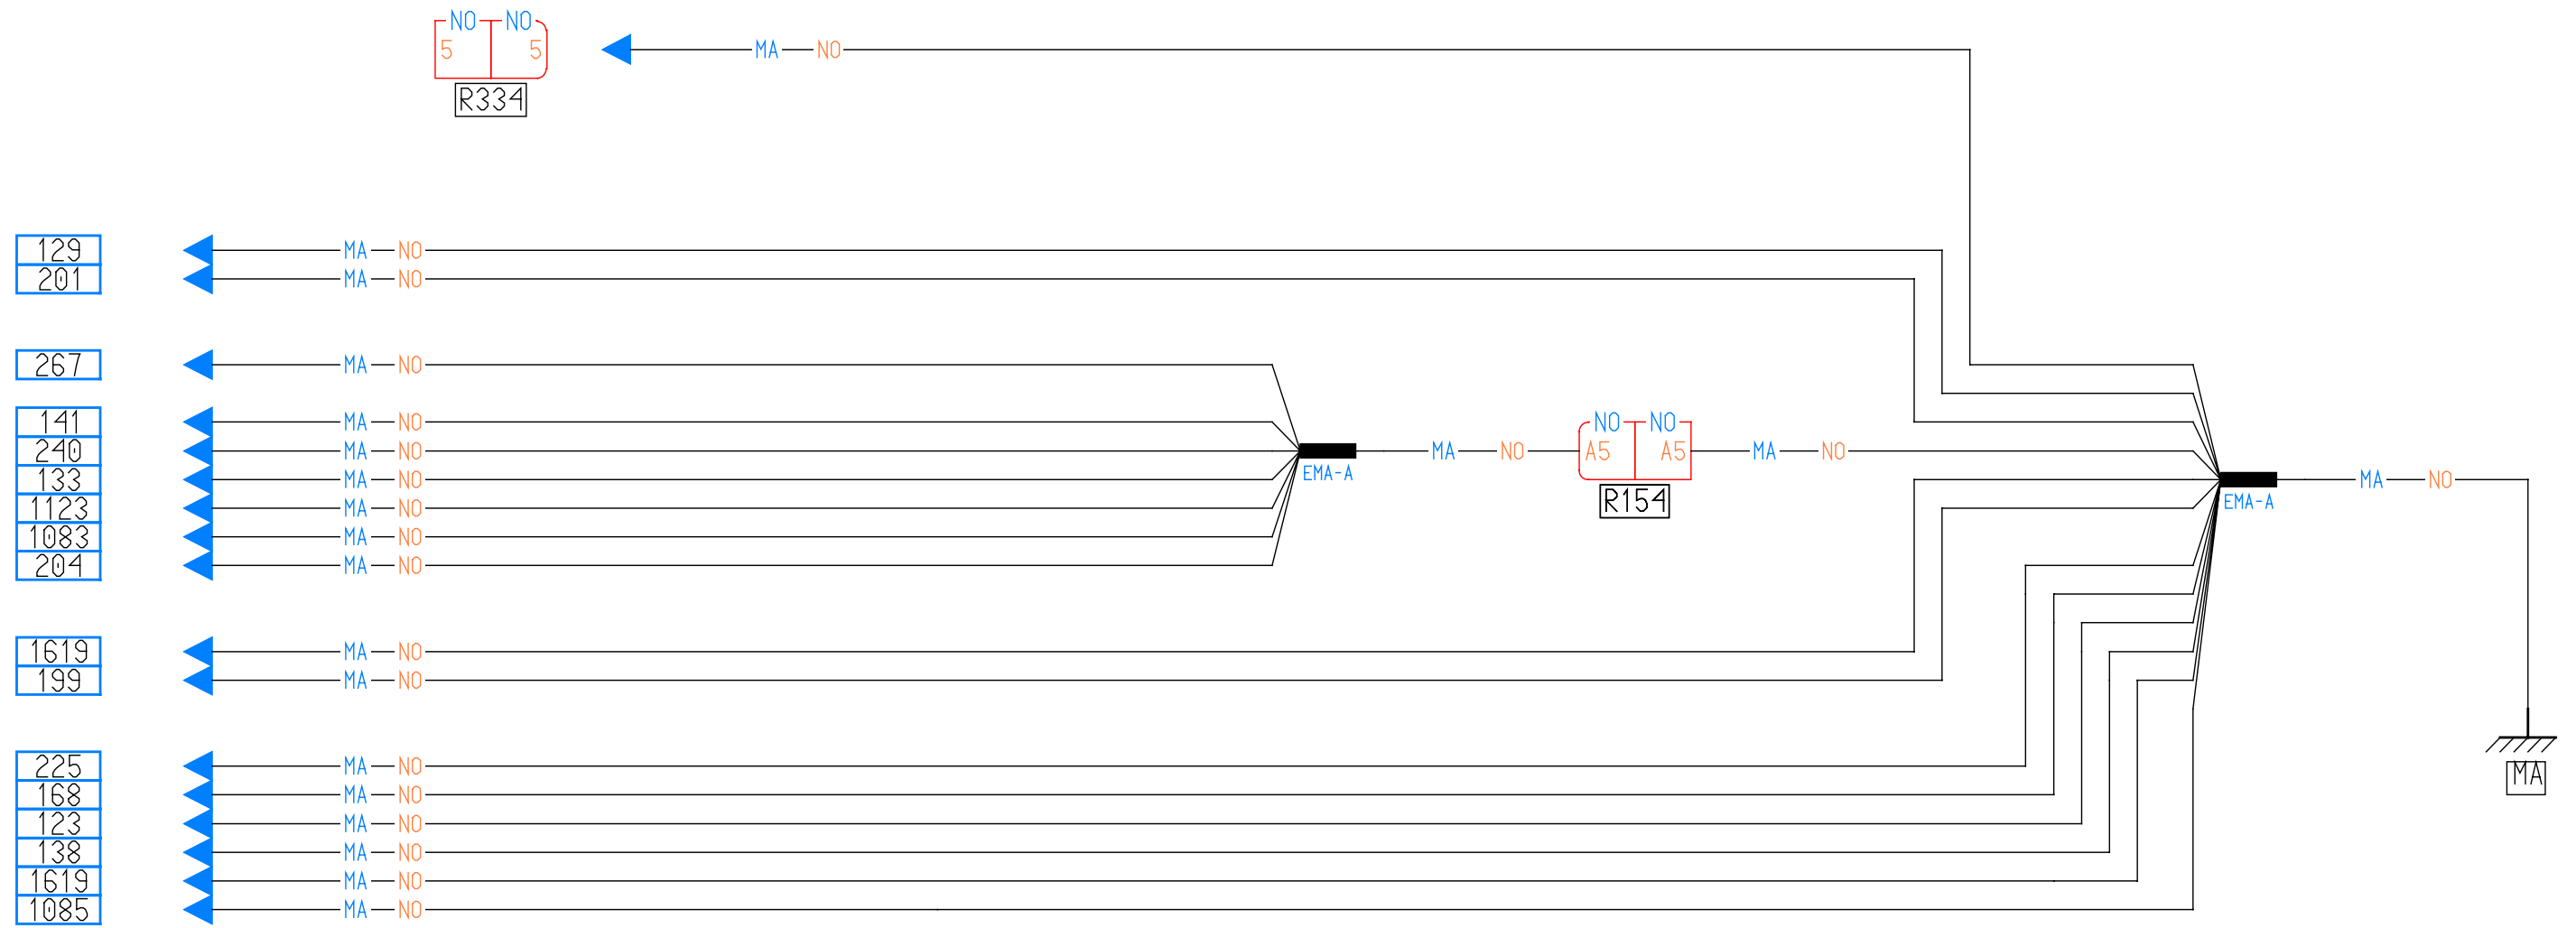 NO NO
5 5 MA NO
R334
129 MA NO
201 MA NO
267 MA NO
141 MA NO NO NO
240 MA NO MA NO A5 A5 MA NO
133 MA NO EMA-A MA NO
1123 MA NO R154 EMA-A
1083 MA NO
204 MA NO
1619 MA NO
199 MA NO
225 MA NO MA
168 MA NO
123 MA NO
138 MA NO
1619 MA NO
1085 MA NO